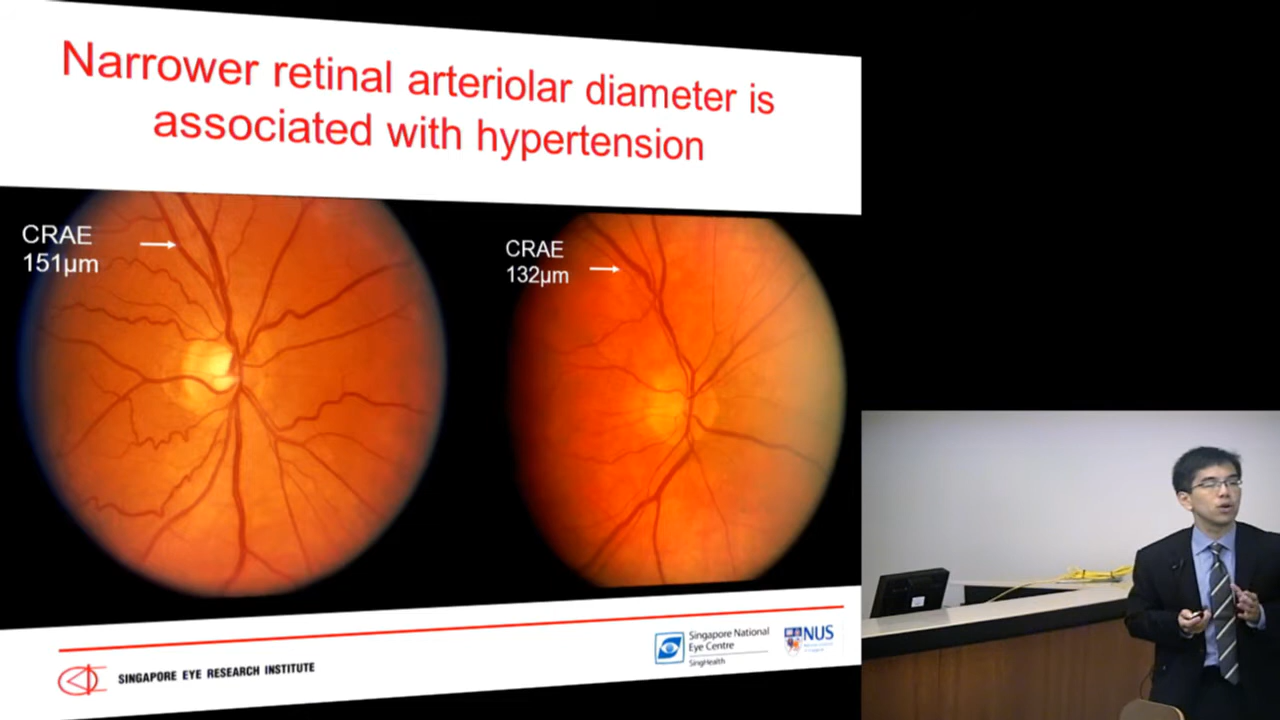 Narrower retinal arteriolar diameter is
associated with hypertension
CRAE
151μm
CRAE
132μm
SINGAPORE EYE RESEARCH INSTITUTE
Singapore National
Eye Centre
SingHealth
NUS